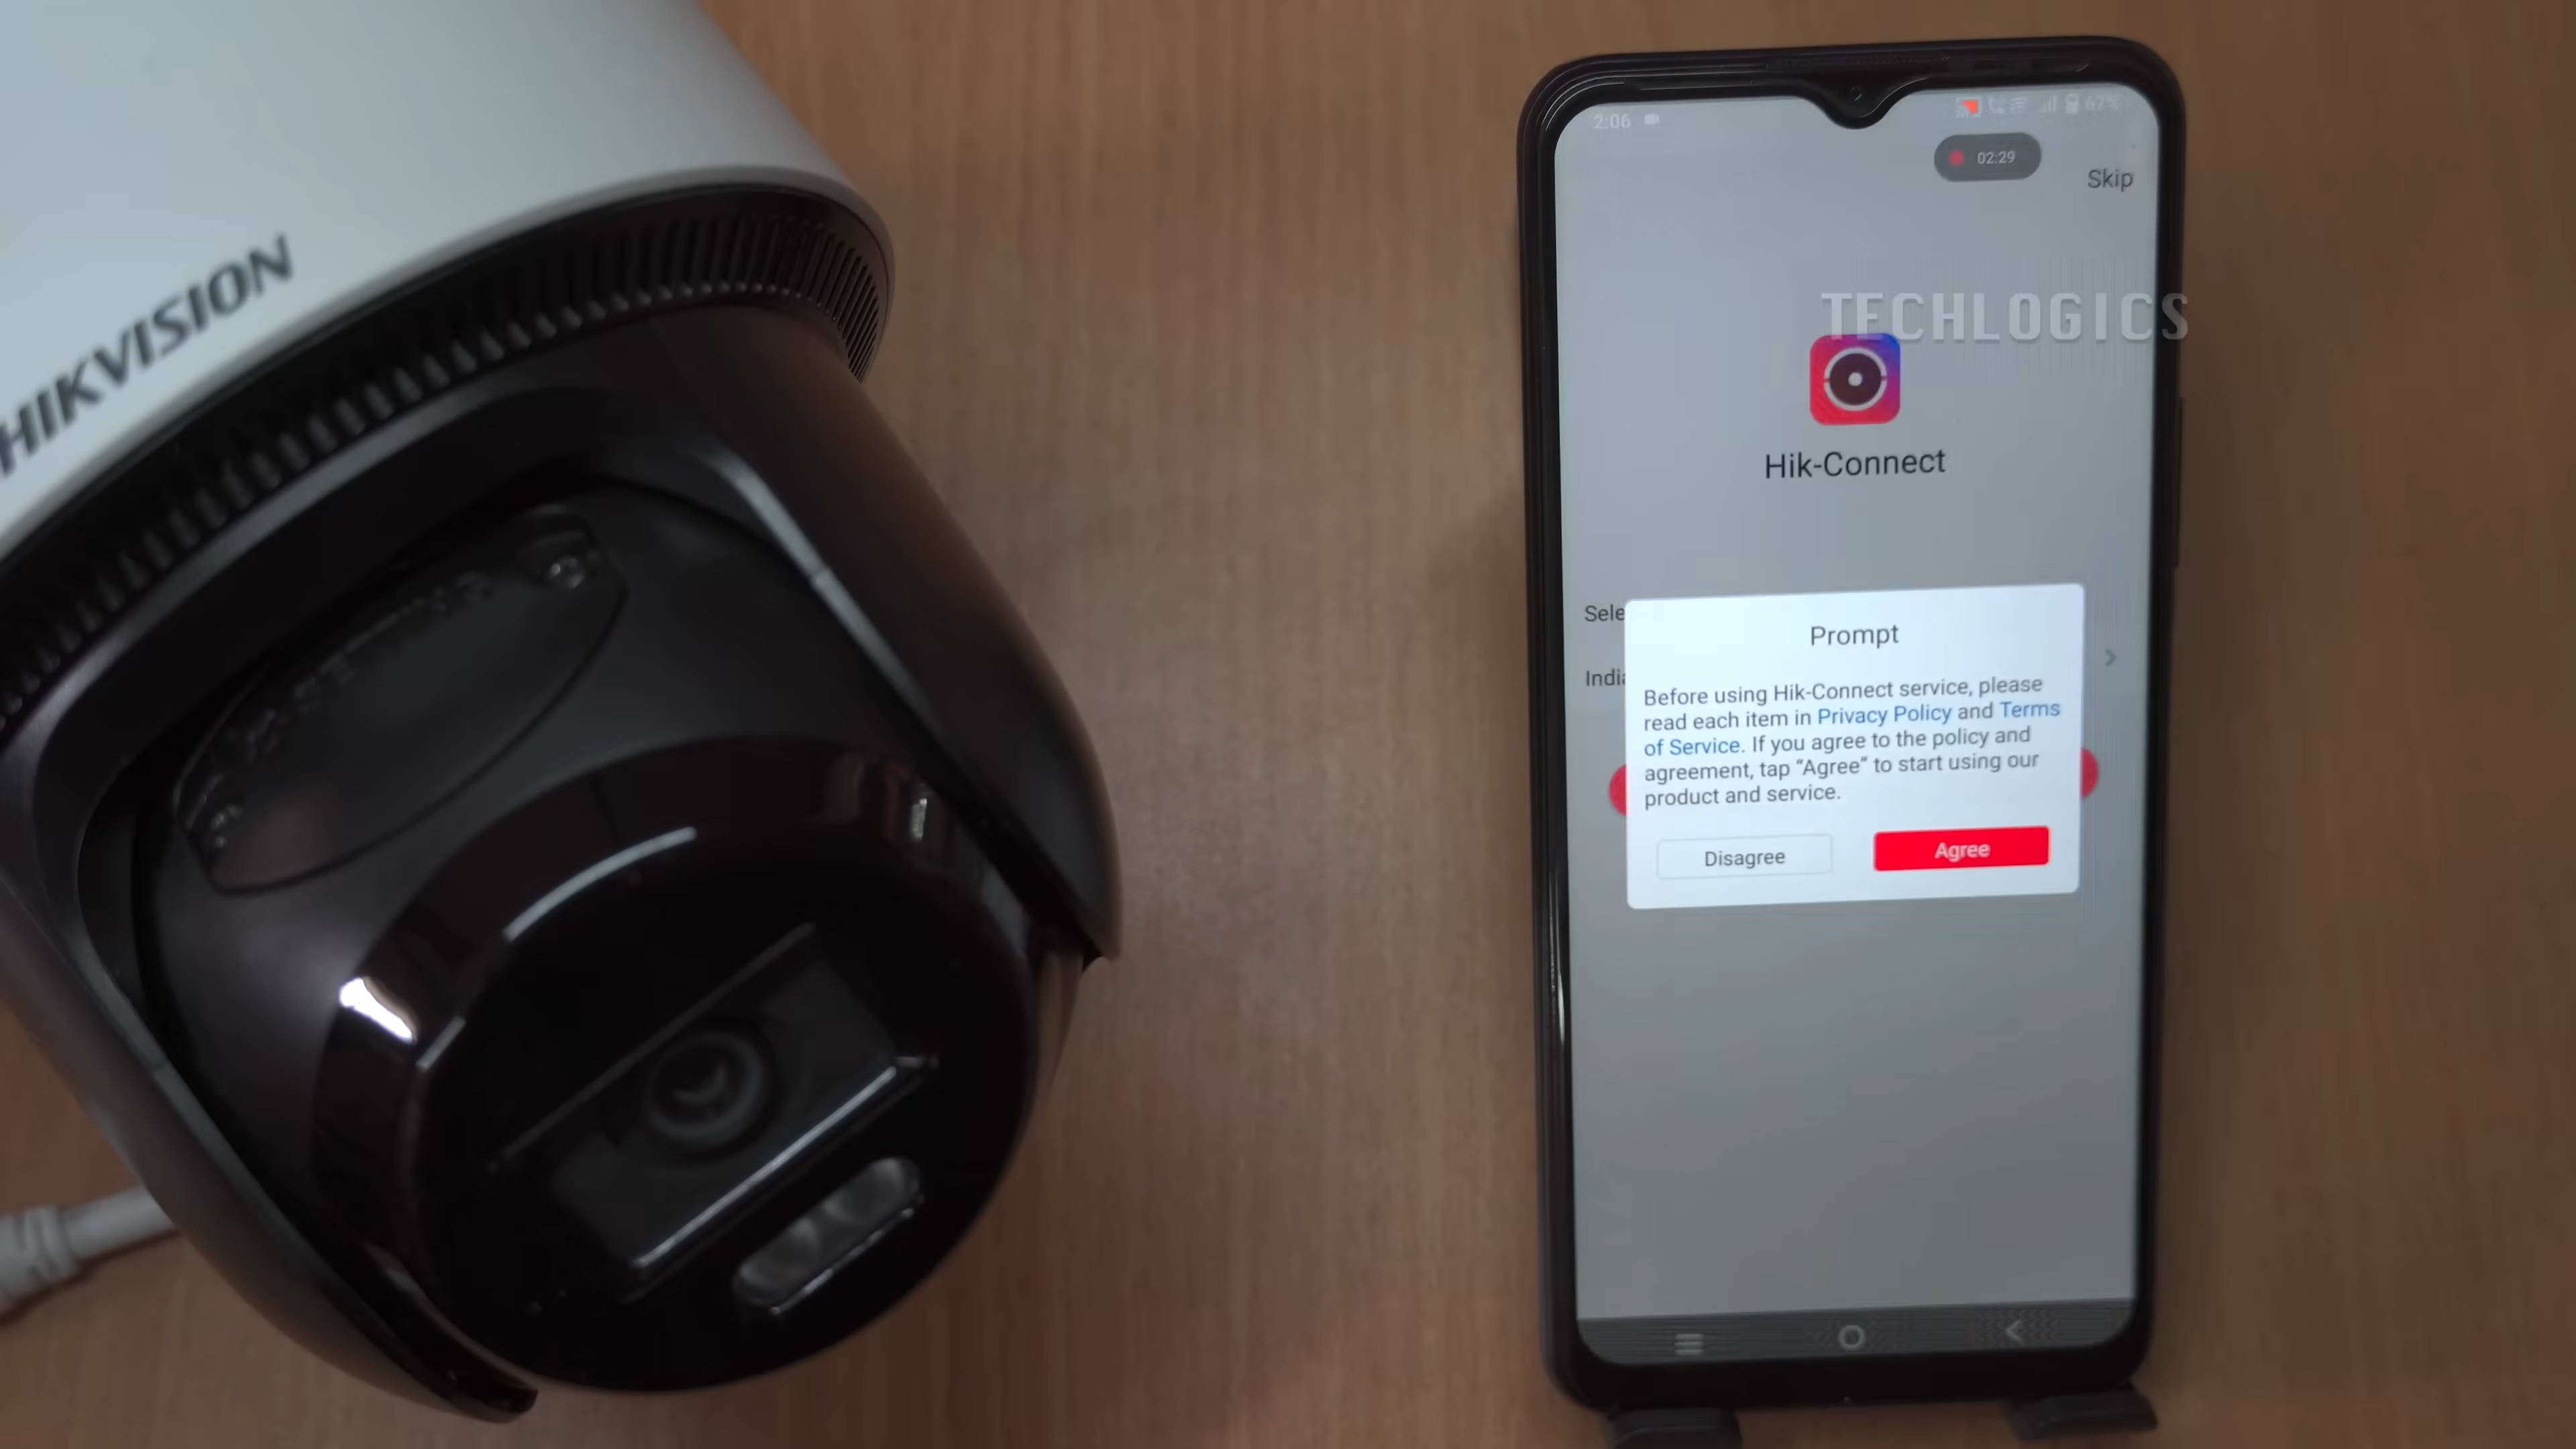 HIKVISION
2:06
67%
02:29
Skip
TECHLOGICS
Hik-Connect
Sele
India
Prompt
Before using Hik-Connect service, please
read each item in Privacy Policy and Terms
of Service. If you agree to the policy and
agreement, tap “Agree” to start using our
product and service.
Disagree
Agree